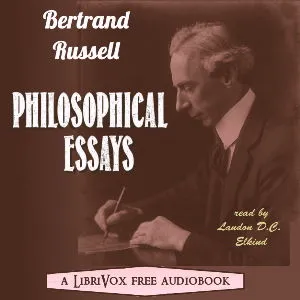 Bertrand
Russell
PHILOSOPHICAL
ESSAYS
read by
Landon D.C.
Elkind
A LIBRIVOX FREE AUDIOBOOK